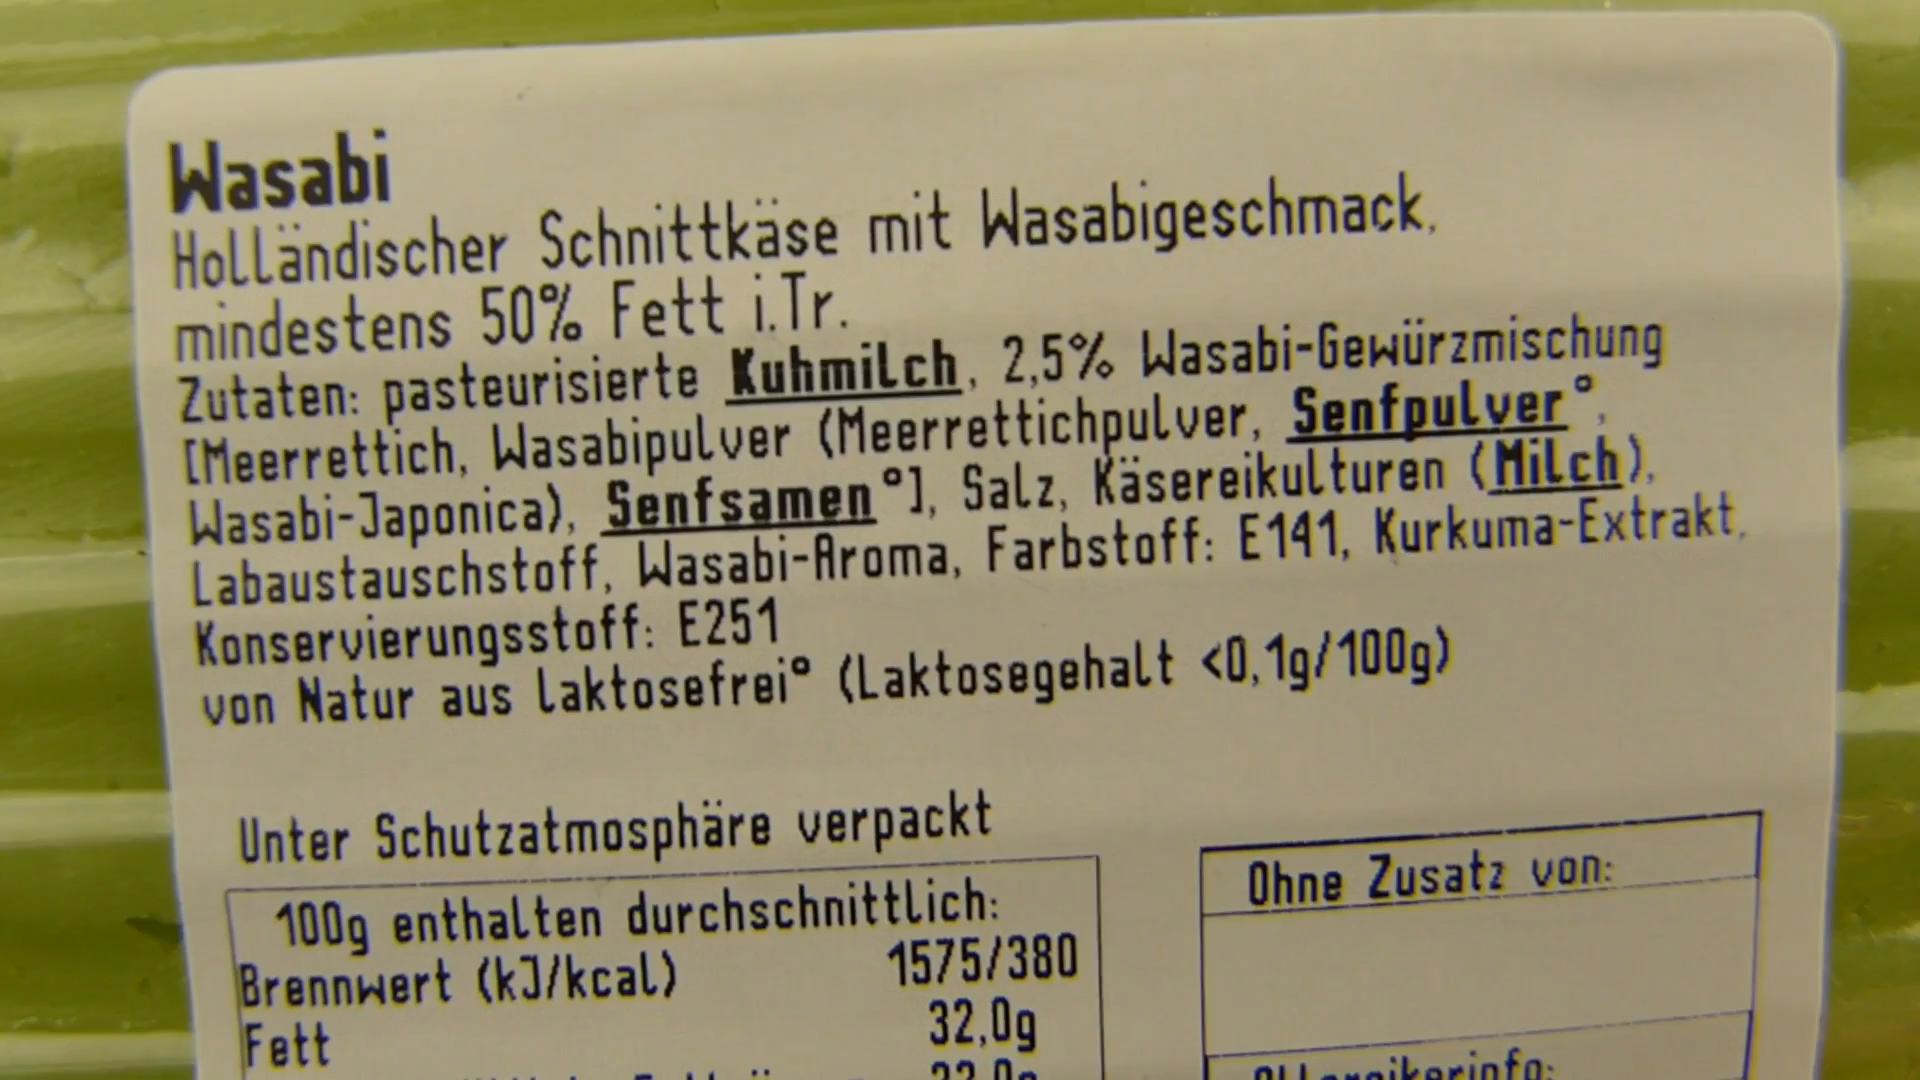 Wasabi
Holländischer Schnittkäse mit Wasabigeschmack,
mindestens 50% Fett i.Tr.
Zutaten: pasteurisierte Kuhmilch, 2,5% Wasabi-Gewürzmischung
[Meerrettich, Wasabipulver (Meerrettichpulver, Senfpulver°,
Wasabi-Japonica), Senfsamen°], Salz, Käsereikulturen (Milch),
Labaustauschstoff, Wasabi-Aroma, Farbstoff: E141, Kurkuma-Extrakt,
Konservierungsstoff: E251
von Natur aus laktosefrei° (Laktosegehalt <0,1g/100g)
Unter Schutzatmosphäre verpackt
100g enthalten durchschnittlich:
Brennwert (kJ/kcal) 1575/380
Fett 32,0g
Ohne Zusatz von: